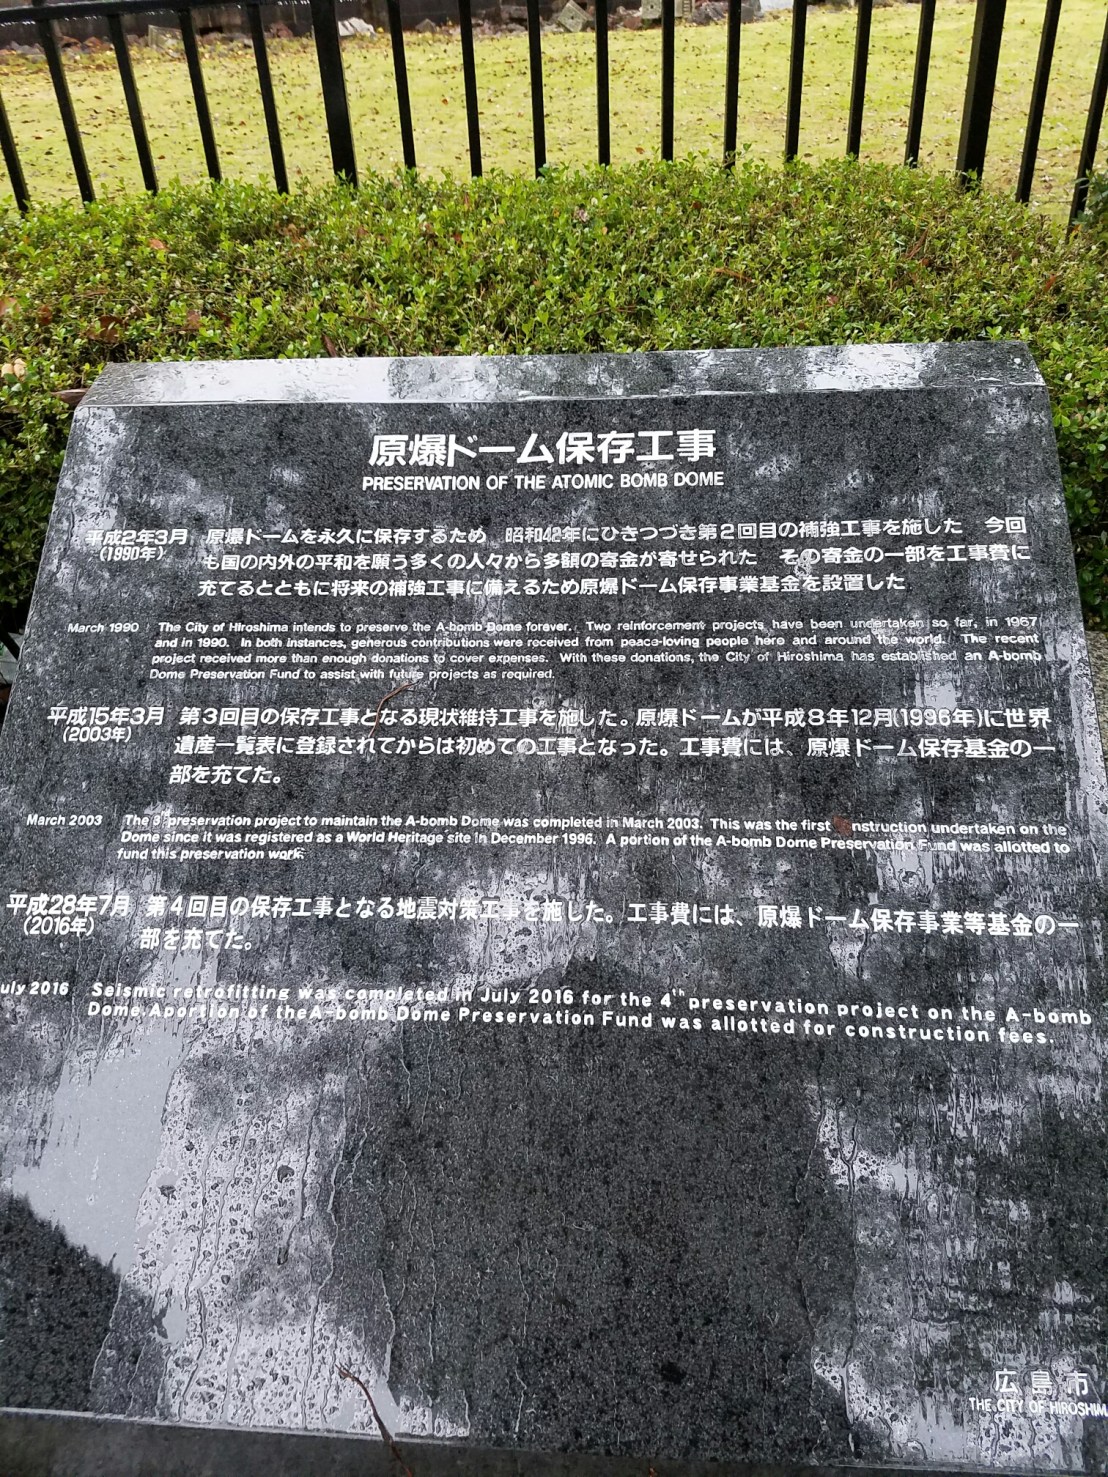 原爆ドーム保存工事
PRESERVATION OF THE ATOMIC BOMB DOME
平成2年3月 原爆ドームを永久に保存するため 昭和42年にひきつづき第2回目の補強工事を施した 今回
(1990年)
も国の内外の平和を願う多くの人々から多額の寄金が寄せられた その寄金の一部を工事費に
充てるとともに将来の補強工事に備えるため原爆ドーム保存事業基金を設置した
March 1990 The City of Hiroshima intends to preserve the A-bomb Dome forever. Two reinforcement projects have been undertaken so far, in 1967
and in 1990. In both instances, generous contributions were received from peace-loving people here and around the world. The recent
project received more than enough donations to cover expenses. With these donations, the City of Hiroshima has established an A-bomb
Dome Preservation Fund to assist with future projects as required.
平成15年3月 第3回目の保存工事となる現状維持工事を施した。原爆ドームが平成8年12月(1996年)に世界
(2003年)
遺産一覧表に登録されてからは初めての工事となった。工事費には、原爆ドーム保存基金の一
部を充てた。
March 2003 The 3rd preservation project to maintain the A-bomb Dome was completed in March 2003. This was the first nstruction undertaken on the
Dome since it was registered as a World Heritage site in December 1996. A portion of the A-bomb Dome Preservation Fund was allotted to
fund this preservation work.
平成28年7月 第4回目の保存工事となる地震対策工事を施した。工事費には、原爆ドーム保存事業等基金の一
(2016年)
部を充てた。
uly 2016 Seismic retrofitting was completed in July 2016 for the 4th preservation project on the A-bomb
Dome. A portion of the A-bomb Dome Preservation Fund was allotted for construction fees.
広島市
THE CITY OF HIROSHIM